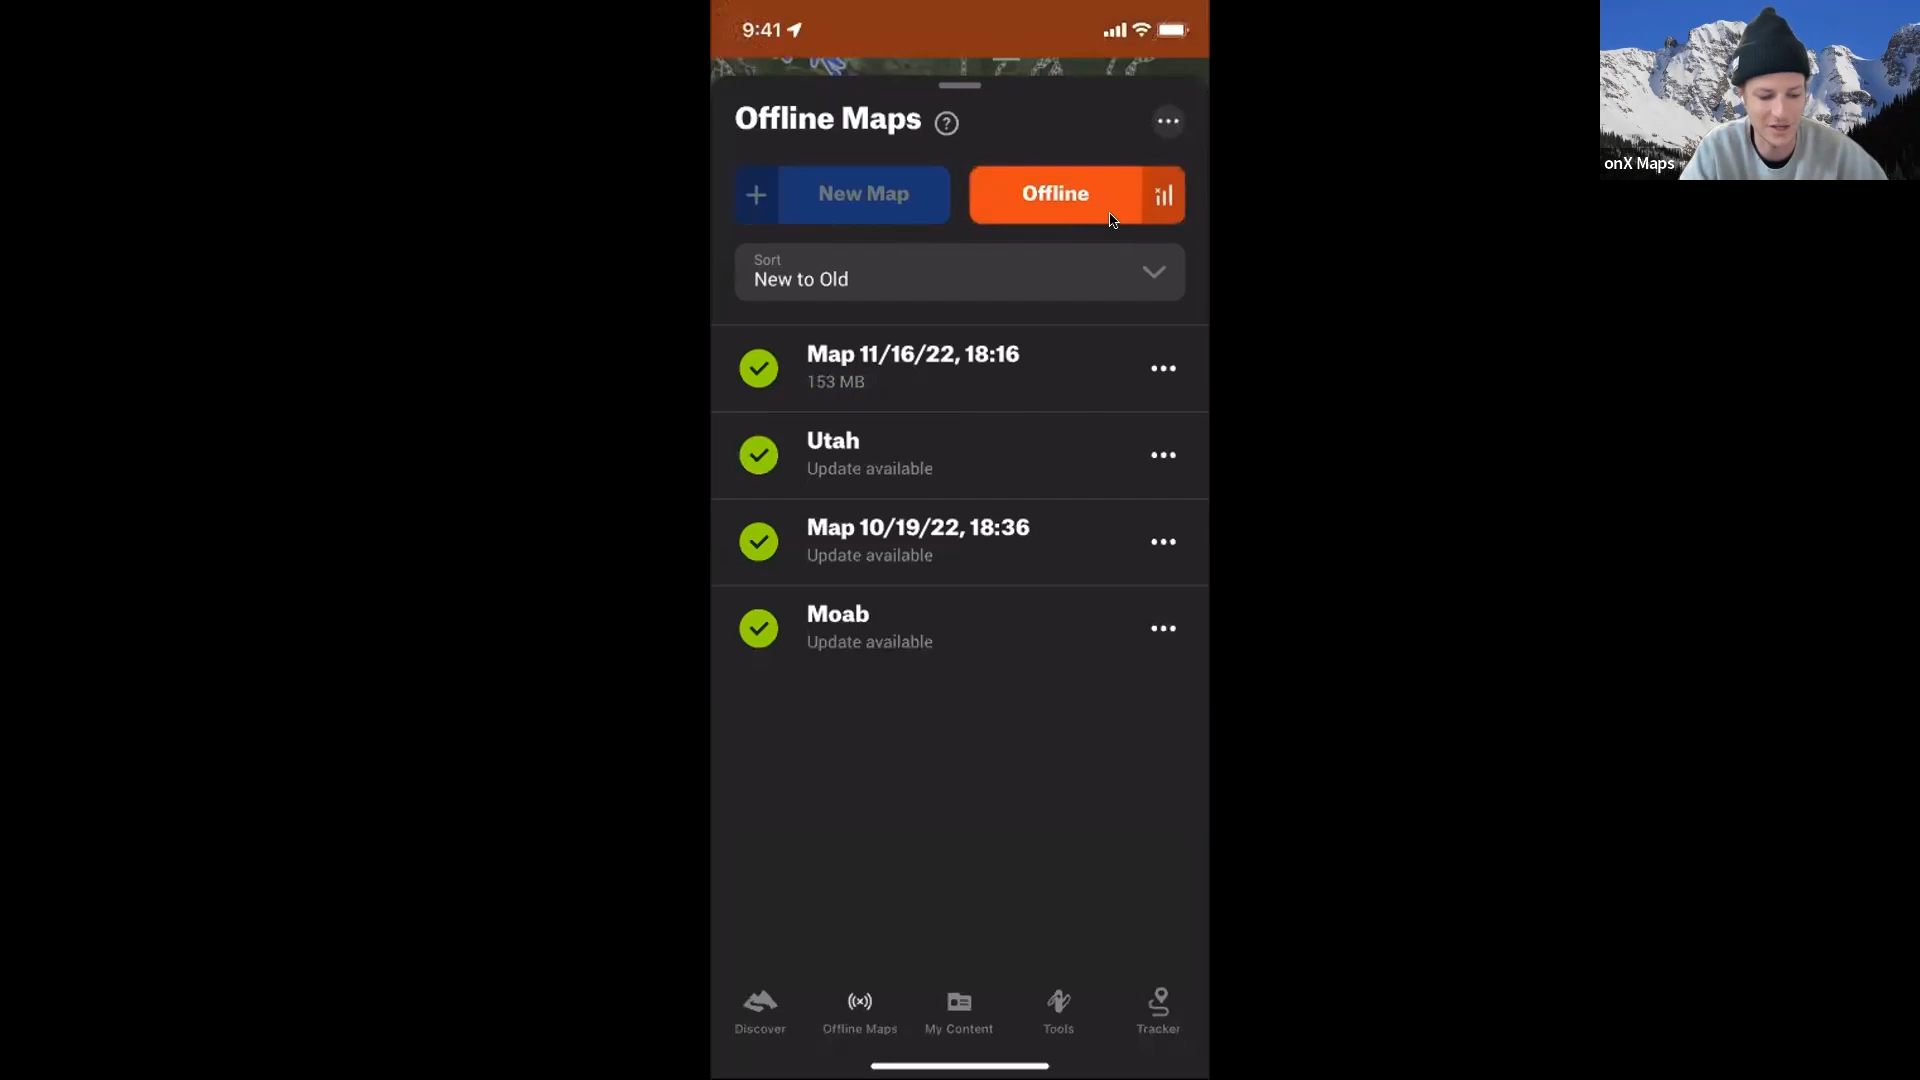 9:41
Offline Maps
New Map
Offline
Sort
New to Old
Map 11/16/22, 18:16
153 MB
Utah
Update available
Map 10/19/22, 18:36
Update available
Moab
Update available
Discover
Offline Maps
My Content
Tools
Tracker
onX Maps